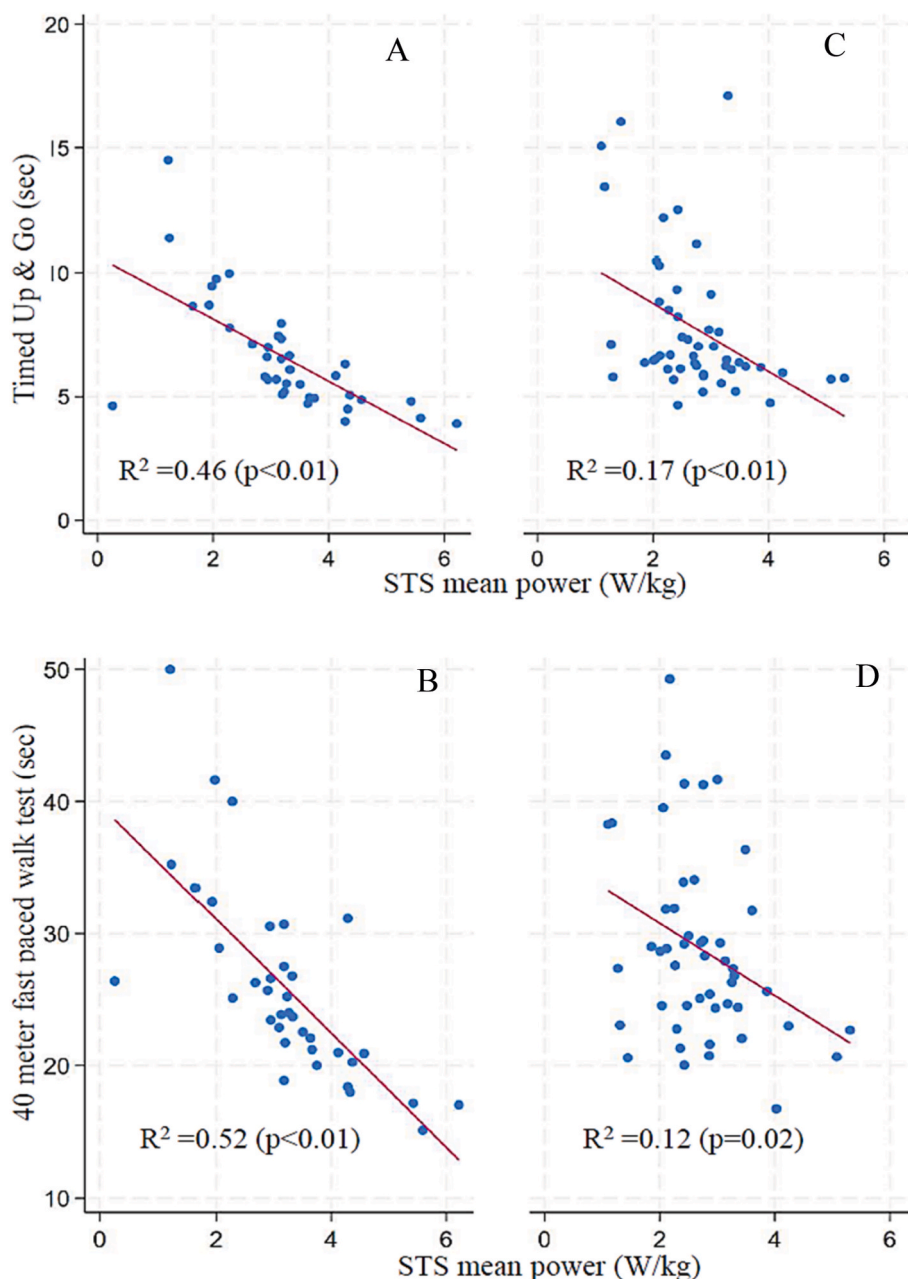 20
15
10
5
0
Timed Up & Go (sec)
A
C
R² =0.46 (p<0.01)
R² =0.17 (p<0.01)
0 2 4 6 0 2 4 6
STS mean power (W/kg)
50
40
30
20
10
40 meter fast paced walk test (sec)
B
D
R² =0.52 (p<0.01)
R² =0.12 (p=0.02)
0 2 4 6 0 2 4 6
STS mean power (W/kg)